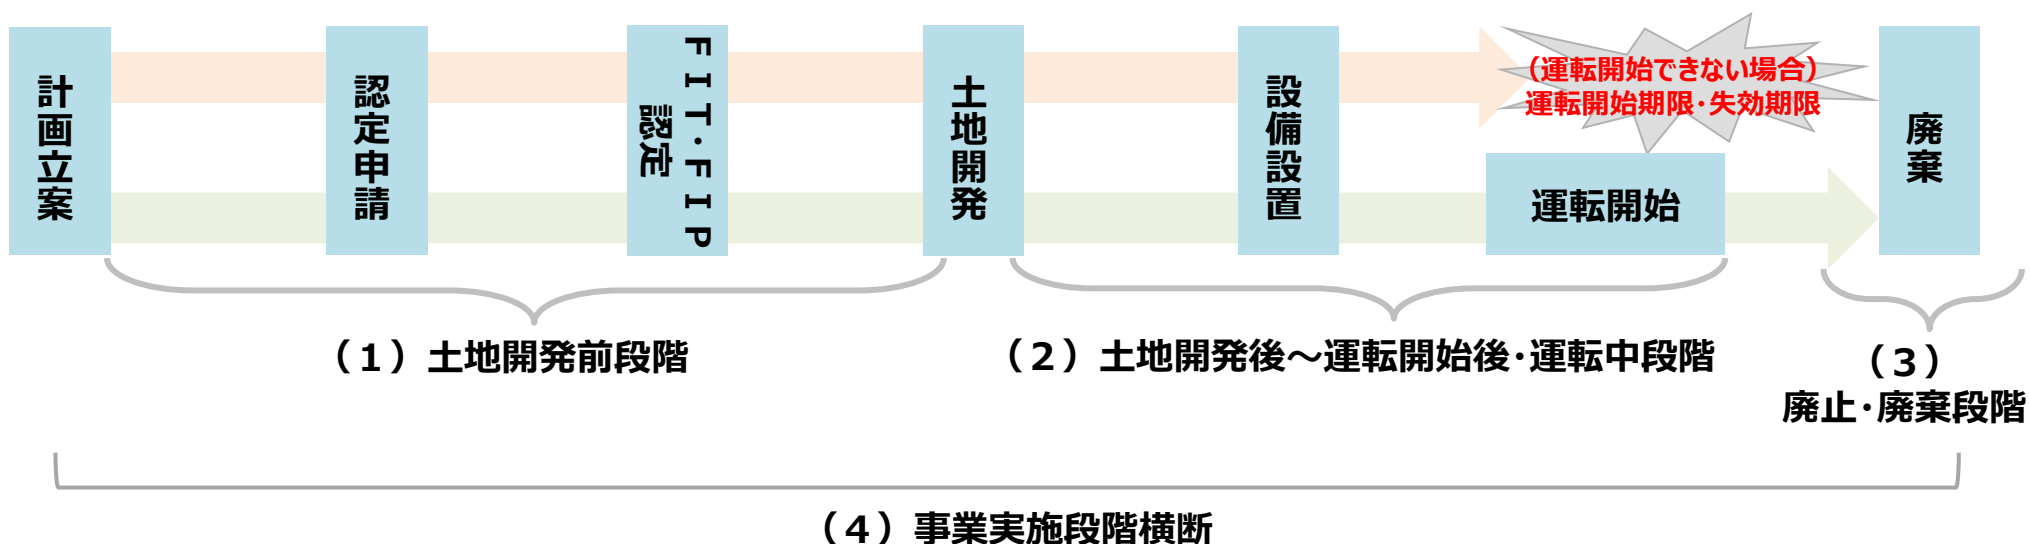 計画立案
認定申請
FIT・FIP
認定
土地開発
設備設置
（運転開始できない場合）
運転開始期限・失効期限
運転開始
廃棄
（１）土地開発前段階
（２）土地開発後～運転開始後・運転中段階
（３）
廃止・廃棄段階
（４）事業実施段階横断